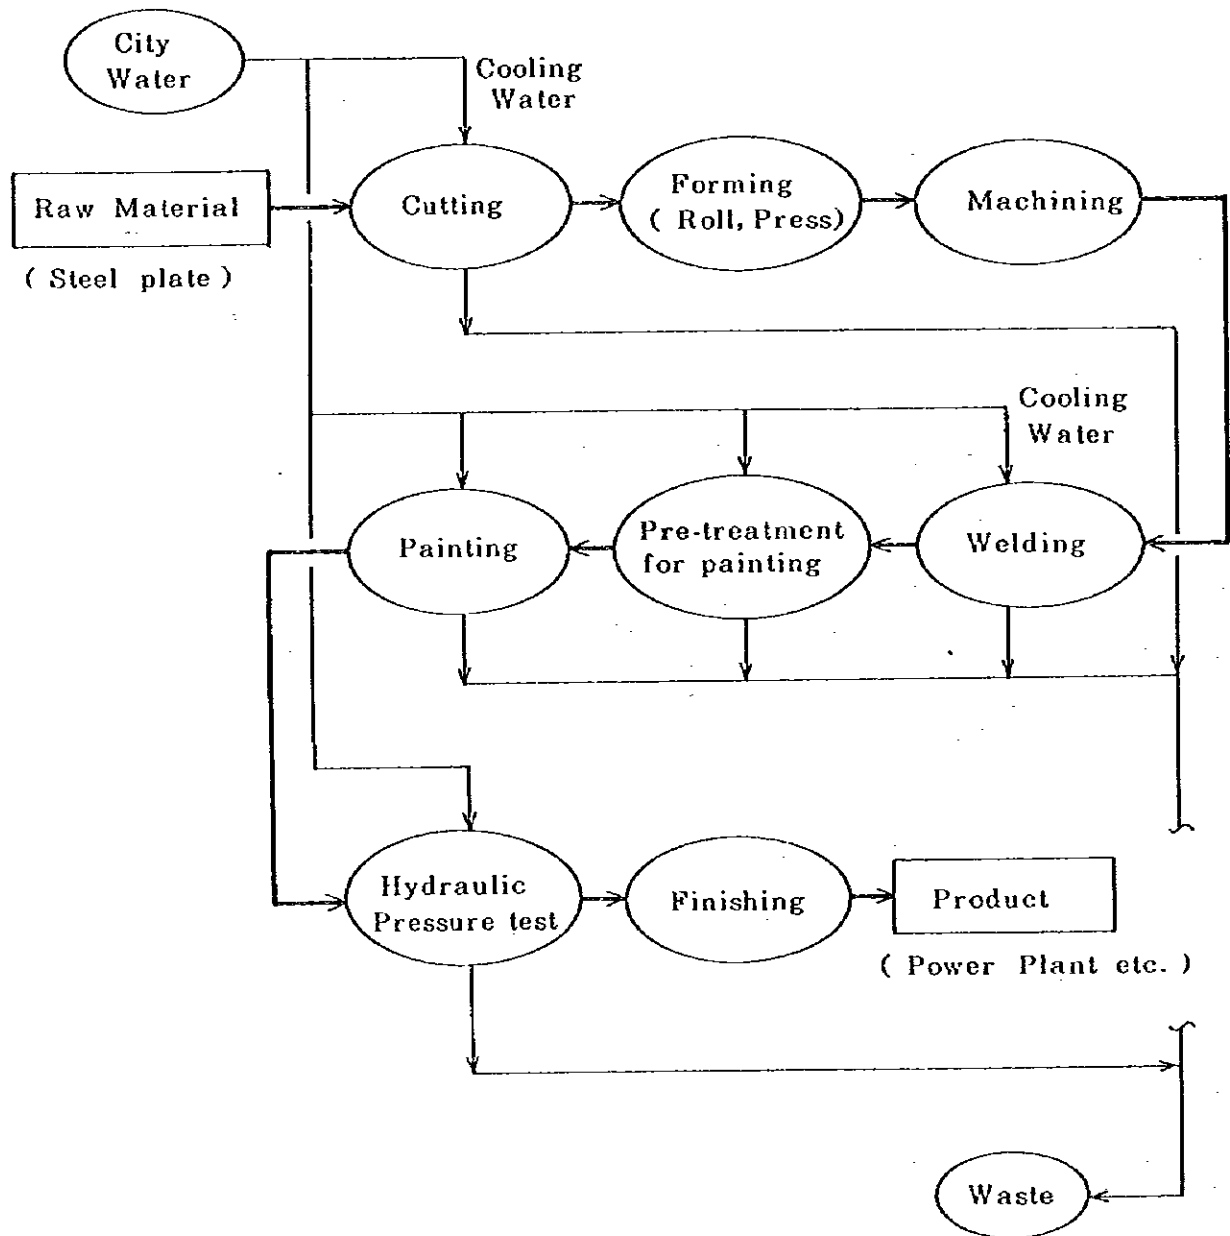 City
Water
Cooling
Water
Raw Material
( Steel plate )
Cutting
Forming
( Roll, Press)
Machining
Cooling
Water
Painting
Pre-treatment
for painting
Welding
Hydraulic
Pressure test
Finishing
Product
( Power Plant etc. )
Waste